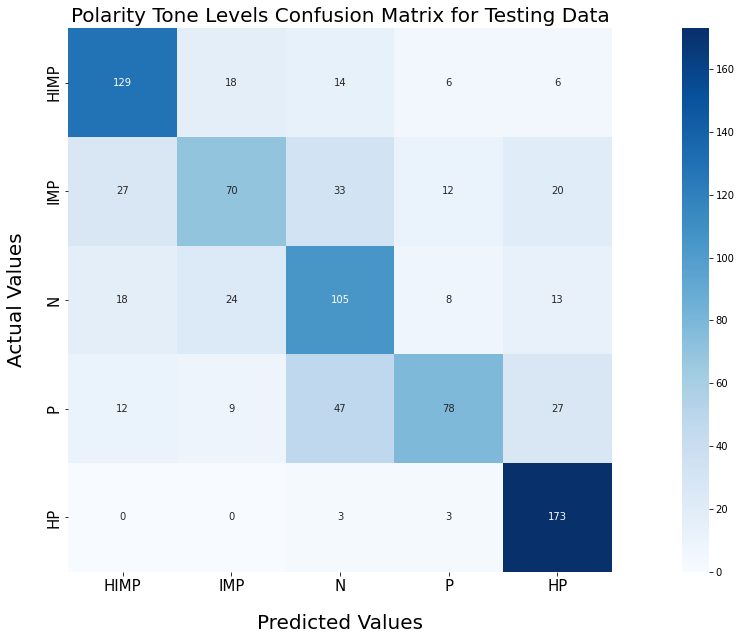 Polarity Tone Levels Confusion Matrix for Testing Data
Actual Values
HIMP 129 18 14 6 6
IMP 27 70 33 12 20
N 18 24 105 8 13
P 12 9 47 78 27
HP 0 0 3 3 173
HIMP IMP N P HP
Predicted Values
160
140
120
100
80
60
40
20
0